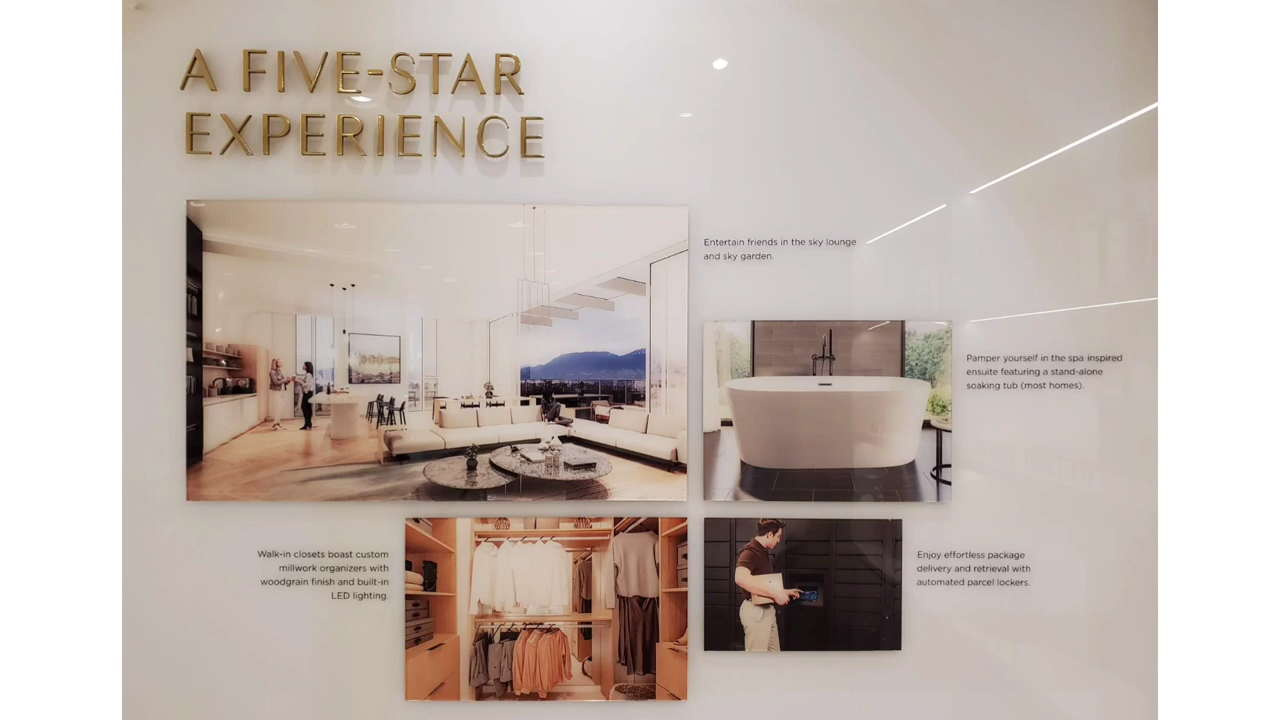 A FIVE-STAR
EXPERIENCE
Entertain friends in the sky lounge
and sky garden.
Pamper yourself in the spa inspired
ensuite featuring a stand-alone
soaking tub (most homes).
Walk-in closets boast custom
millwork organizers with
woodgrain finish and built-in
LED lighting.
Enjoy effortless package
delivery and retrieval with
automated parcel lockers.